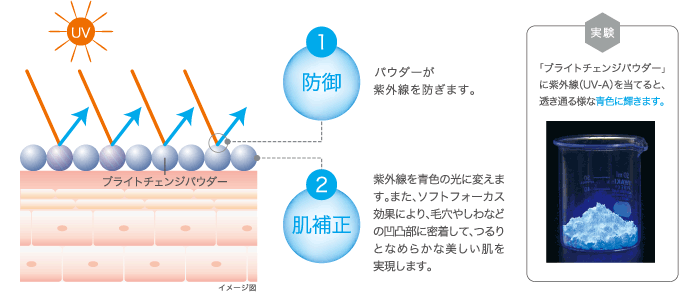 UV
ブライトチェンジパウダー
イメージ図
1
防御
パウダーが
紫外線を防ぎます。
2
肌補正
紫外線を青色の光に変えま
す。また、ソフトフォーカス
効果により、毛穴やしわなど
の凹凸部に密着して、つるり
となめらかな美しい肌を
実現します。
実験
「ブライトチェンジパウダー」
に紫外線(UV-A)を当てると、
透き通る様な青色に輝きます。